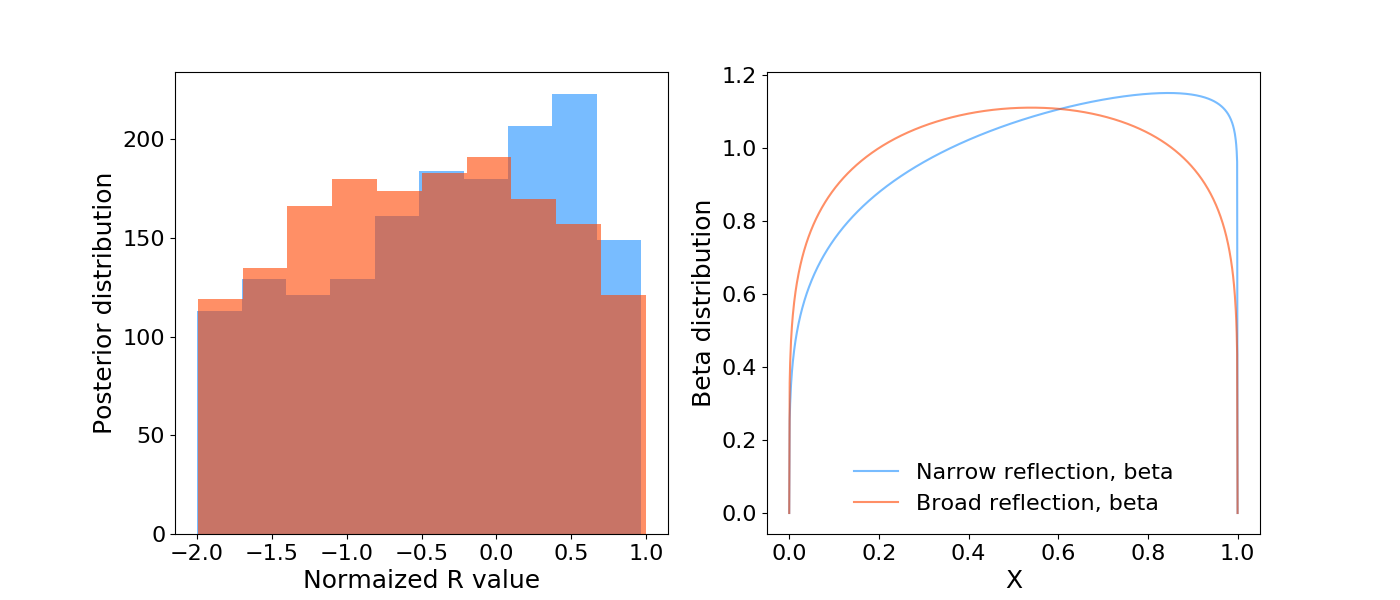 Posterior distribution
200
150
100
50
0
−2.0 −1.5 −1.0 −0.5 0.0 0.5 1.0
Normaized R value
Beta distribution
1.2
1.0
0.8
0.6
0.4
0.2
0.0
Narrow reflection, beta
Broad reflection, beta
0.0 0.2 0.4 0.6 0.8 1.0
X